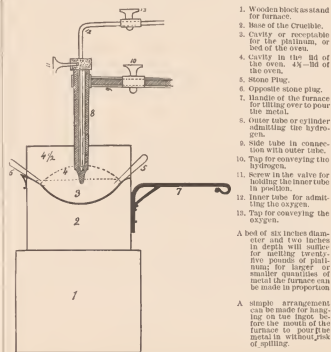 1. Wooden block as stand
for furnace.
2. Base of the Crucible.
3. Cavity or receptable
for the platinum, or
bed of the oven.
4. Cavity in the lid of
the oven. 4½—lid of
the oven.
5. Stone Plug.
6. Opposite stone plug.
7. Handle of the furnace
for tilting over to pour
the metal.
8. Outer tube or cylinder
admitting the hydro-
gen.
9. Side tube in connec-
tion with outer tube.
10. Tap for conveying the
hydrogen.
11. Screw in the valve for
holding the inner tube
in position.
12. Inner tube for admit-
ting the oxygen.
13. Tap for conveying the
oxygen.
A bed of six inches diam-
eter and two inches
in depth will suffice
for melting twenty-
five pounds of plati-
num; for larger or
smaller quantities of
metal the furnace can
be made in proportion
A simple arrangement
can be made for hang-
ing on the ingot be-
fore the mouth of the
furnace to pour the
metal in without risk
of spilling.
13
12
11
10
9
8
4½
4
6
5
3
7
2
1